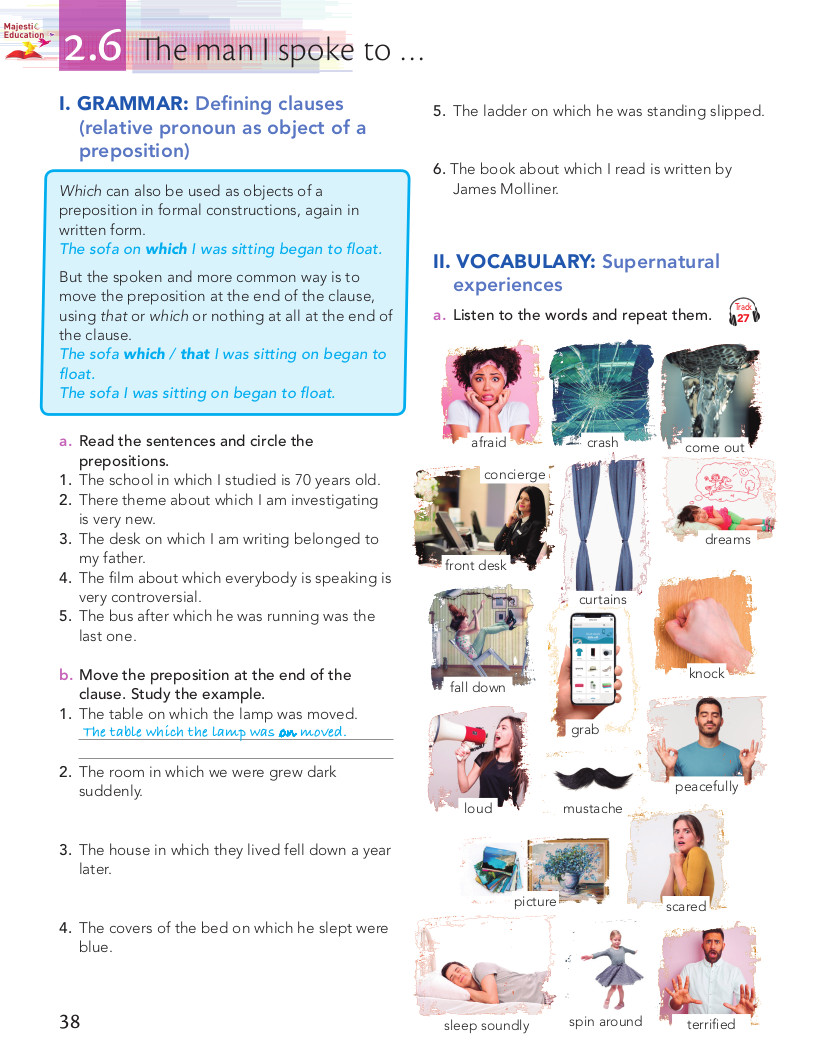 Majestic
Education
2.6 The man I spoke to ...
I. GRAMMAR: Defining clauses
(relative pronoun as object of a
preposition)
Which can also be used as objects of a
preposition in formal constructions, again in
written form.
The sofa on which I was sitting began to float.
But the spoken and more common way is to
move the preposition at the end of the clause,
using that or which or nothing at all at the end of
the clause.
The sofa which / that I was sitting on began to
float.
The sofa I was sitting on began to float.
a. Read the sentences and circle the
prepositions.
1. The school in which I studied is 70 years old.
2. There theme about which I am investigating
is very new.
3. The desk on which I am writing belonged to
my father.
4. The film about which everybody is speaking is
very controversial.
5. The bus after which he was running was the
last one.
b. Move the preposition at the end of the
clause. Study the example.
1. The table on which the lamp was moved.
The table which the lamp was on moved.
2. The room in which we were grew dark
suddenly.
3. The house in which they lived fell down a year
later.
4. The covers of the bed on which he slept were
blue.
38
5. The ladder on which he was standing slipped.
6. The book about which I read is written by
James Molliner.
II. VOCABULARY: Supernatural
experiences
a. Listen to the words and repeat them.
Track
27
afraid
crash
come out
concierge
front desk
curtains
dreams
fall down
grab
knock
loud
mustache
peacefully
picture
scared
sleep soundly
spin around
terrified